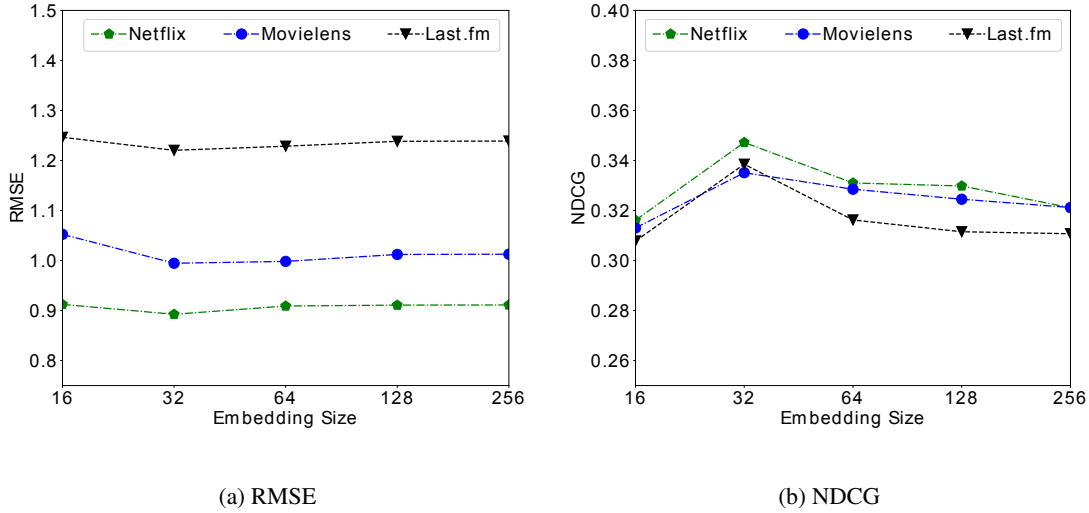 Netflix Movielens Last.fm
1.5
1.4
1.3
1.2
1.1
1.0
0.9
0.8
RMSE
16 32 64 128 256
Embedding Size
(a) RMSE
Netflix Movielens Last.fm
0.40
0.38
0.36
0.34
0.32
0.30
0.28
0.26
NDCG
16 32 64 128 256
Embedding Size
(b) NDCG